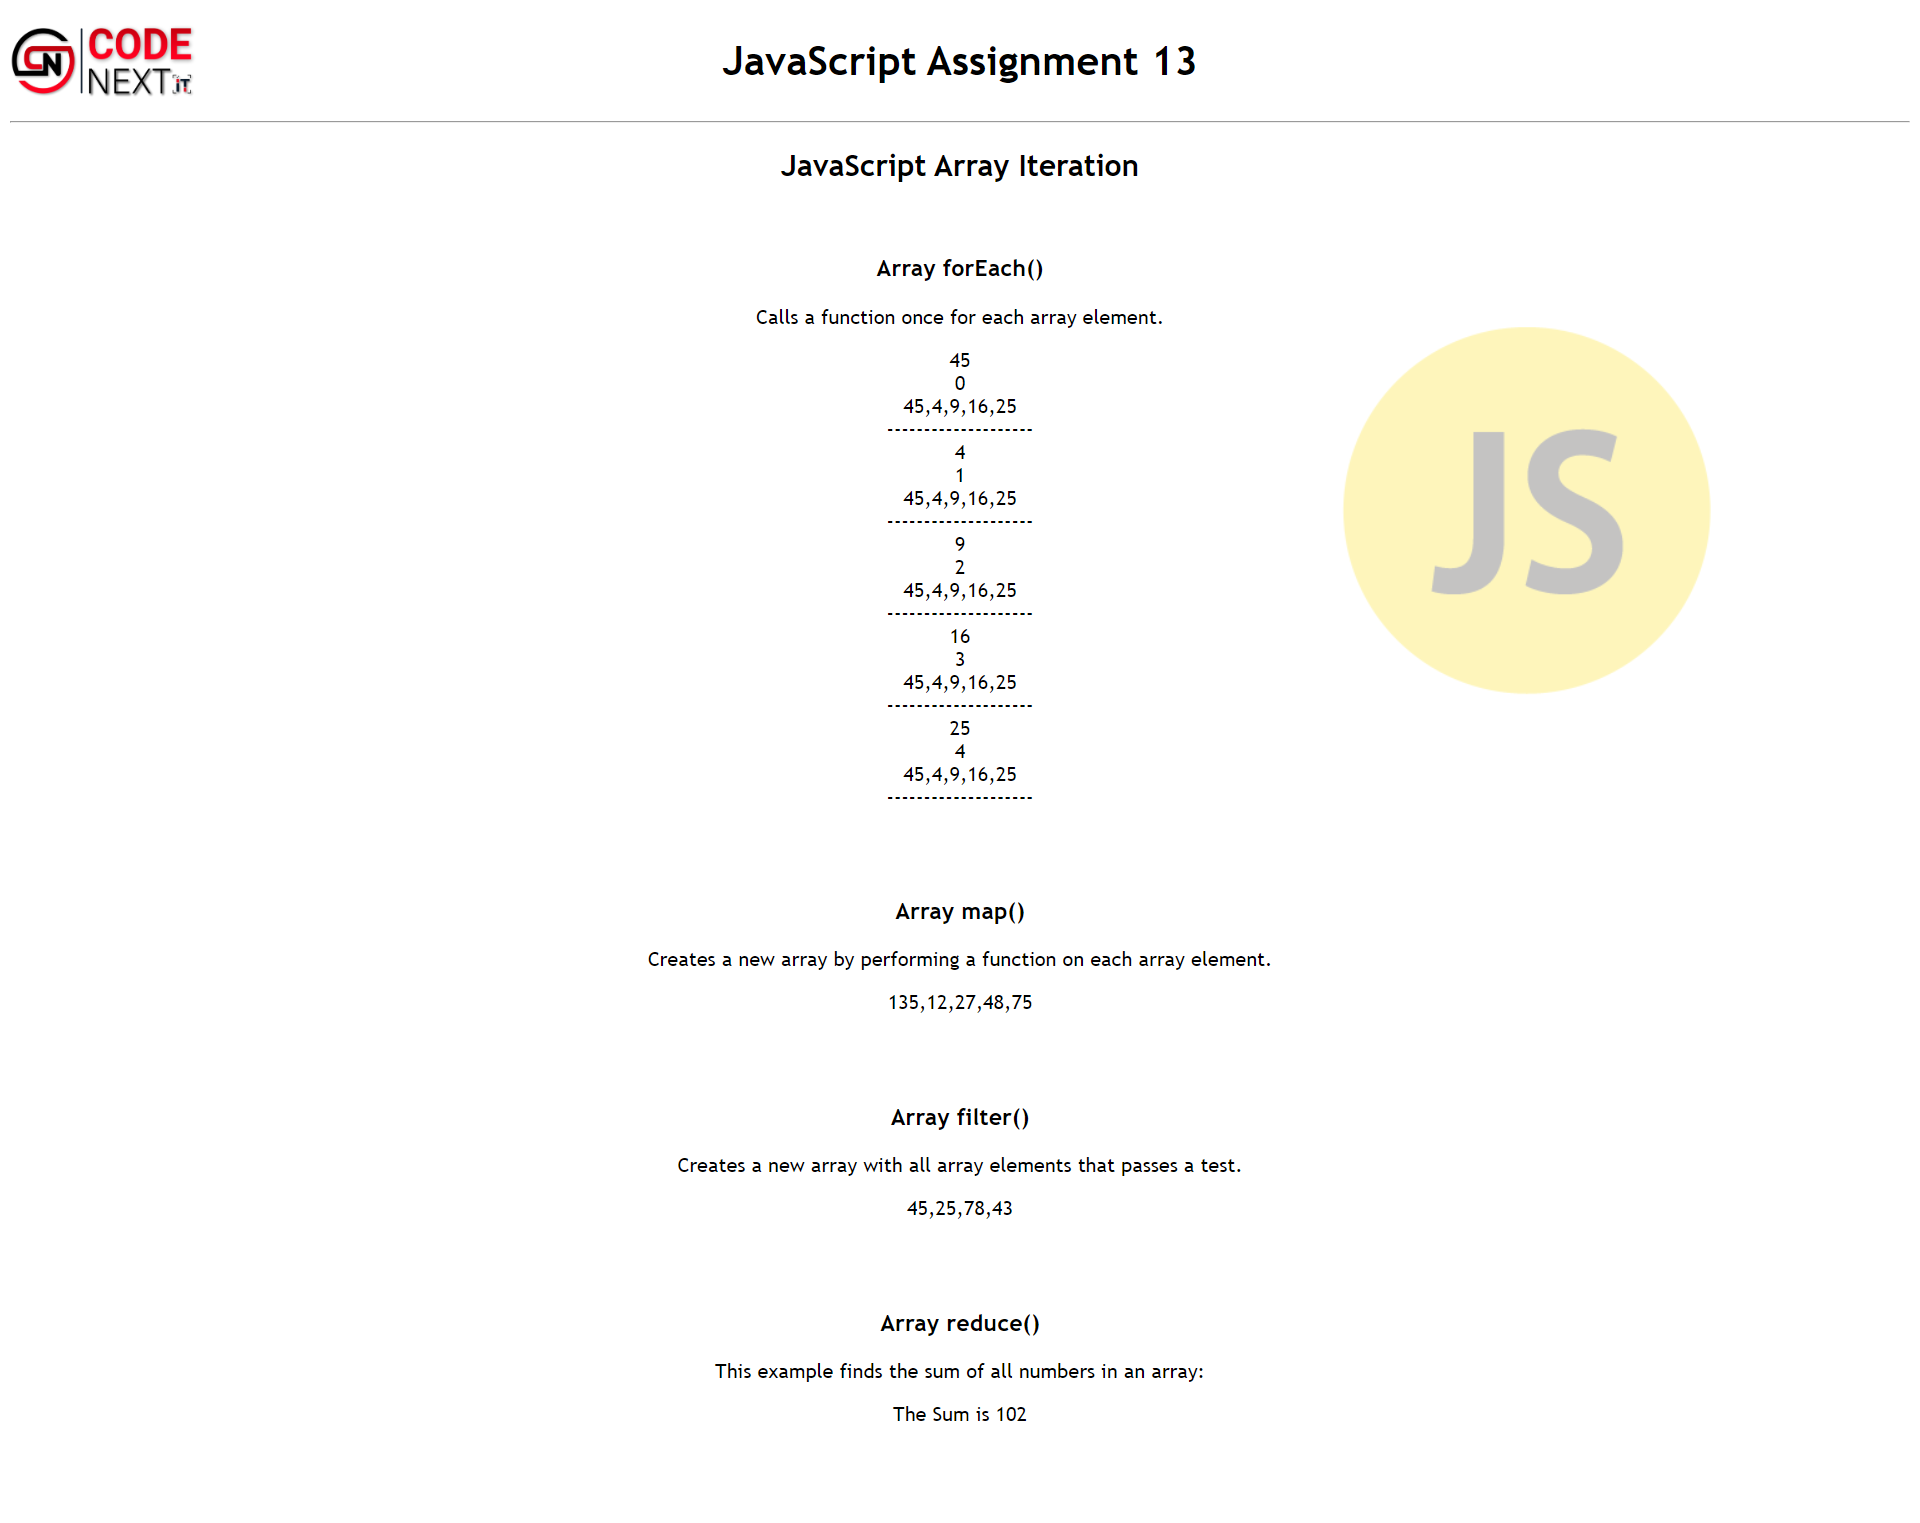 GN CODE
NEXT iT
JavaScript Assignment 13
JavaScript Array Iteration
Array forEach()
Calls a function once for each array element.
45
0
45,4,9,16,25
--------------------
4
1
45,4,9,16,25
--------------------
9
2
45,4,9,16,25
--------------------
16
3
45,4,9,16,25
--------------------
25
4
45,4,9,16,25
--------------------
JS
Array map()
Creates a new array by performing a function on each array element.
135,12,27,48,75
Array filter()
Creates a new array with all array elements that passes a test.
45,25,78,43
Array reduce()
This example finds the sum of all numbers in an array:
The Sum is 102